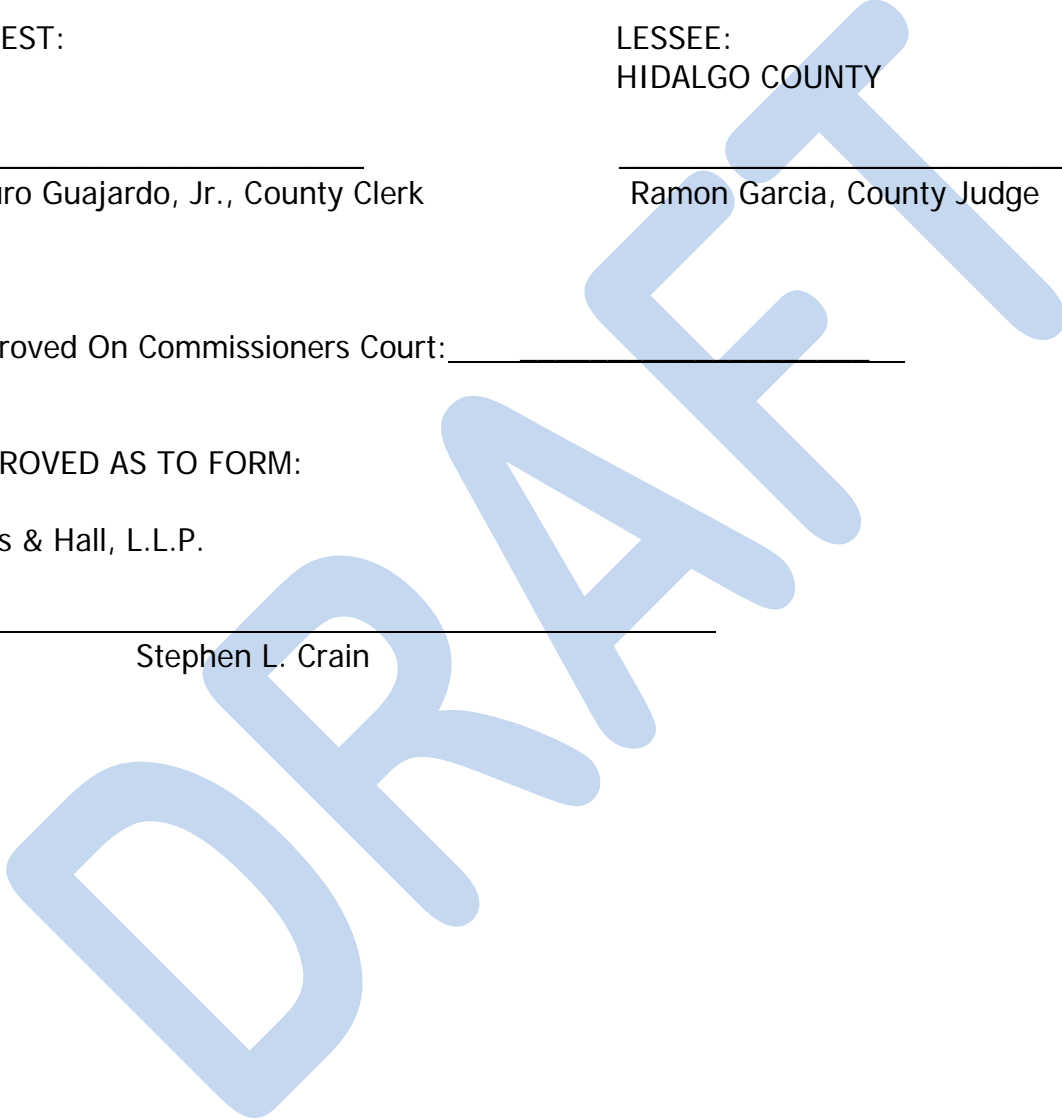 EST:
LESSEE:
HIDALGO COUNTY
uro Guajardo, Jr., County Clerk
Ramon Garcia, County Judge
roved On Commissioners Court:
ROVED AS TO FORM:
s & Hall, L.L.P.
Stephen L. Crain
DRAFT